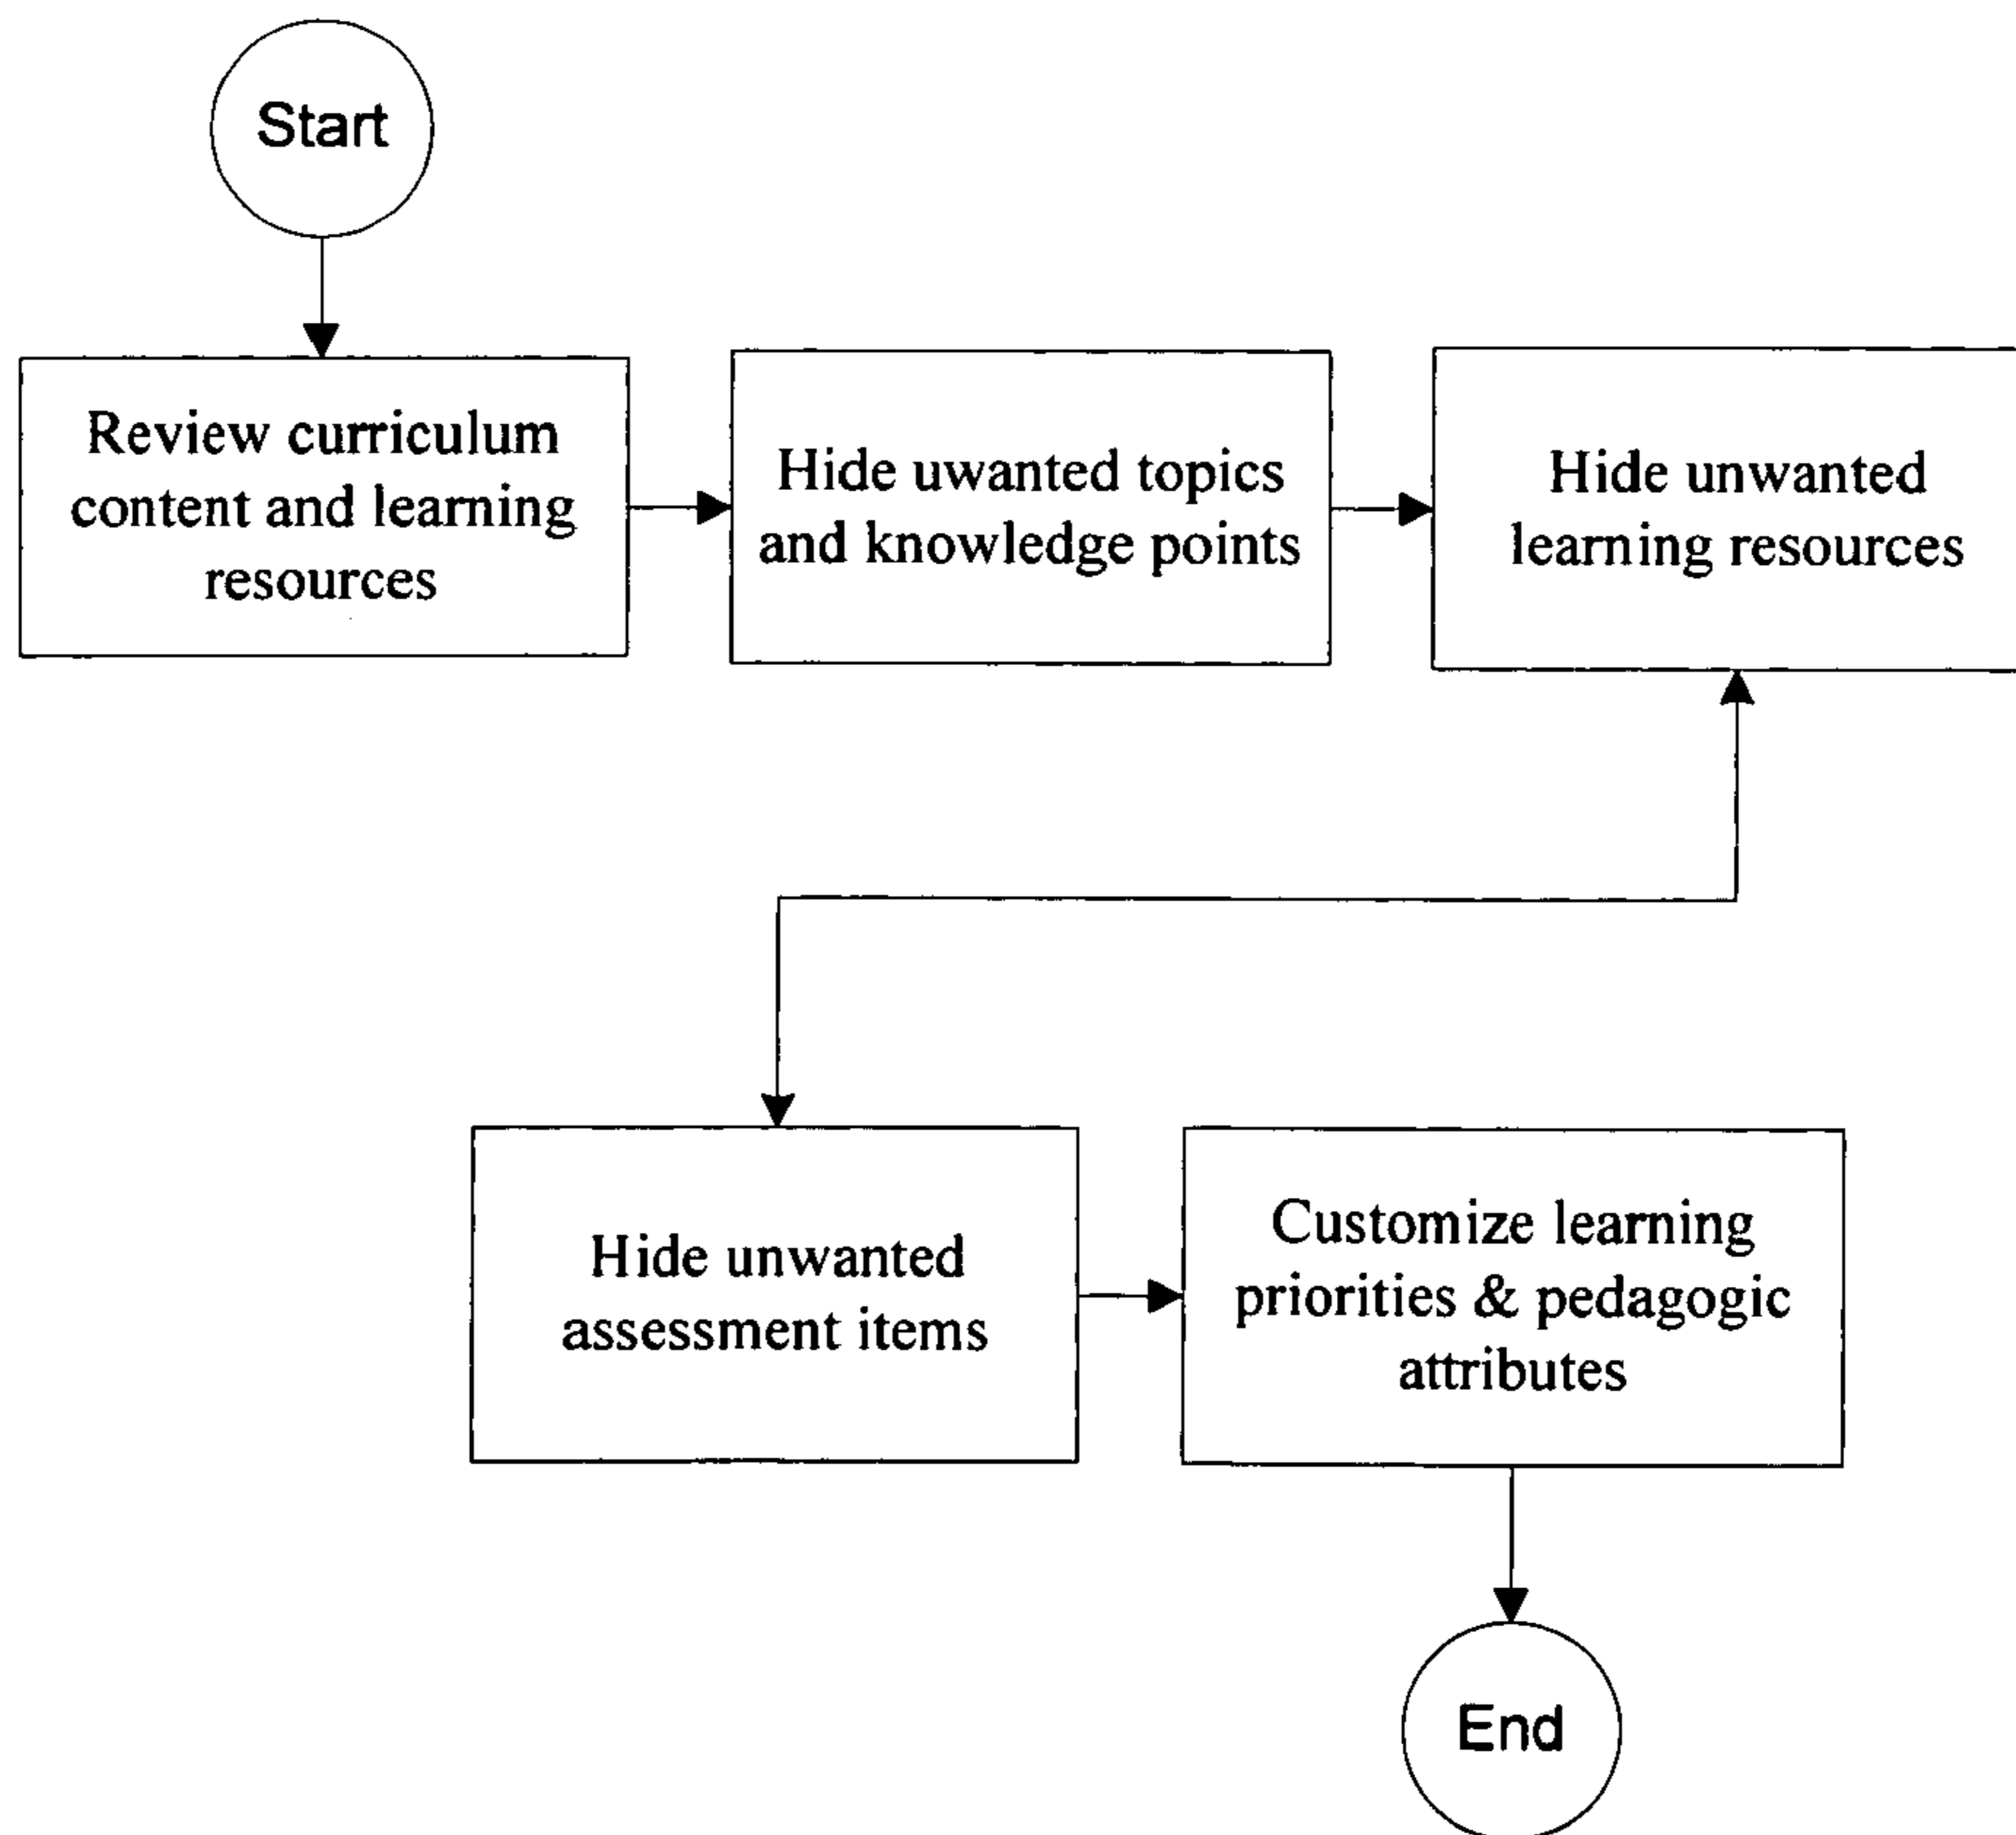 Start
Review curriculum
content and learning
resources
Hide uwanted topics
and knowledge points
Hide unwanted
learning resources
Hide unwanted
assessment items
Customize learning
priorities & pedagogic
attributes
End